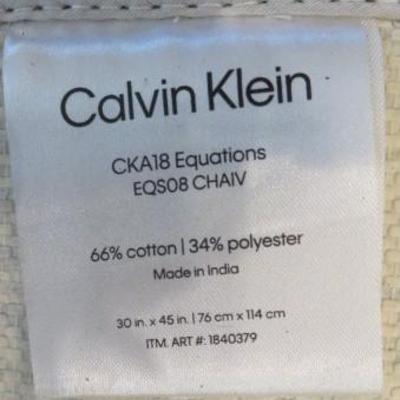 Calvin Klein
CKA18 Equations
EQS08 CHAIV
66% cotton | 34% polyester
Made in India
30 in. x 45 in. | 76 cm x 114 cm
ITM. ART #: 1840379